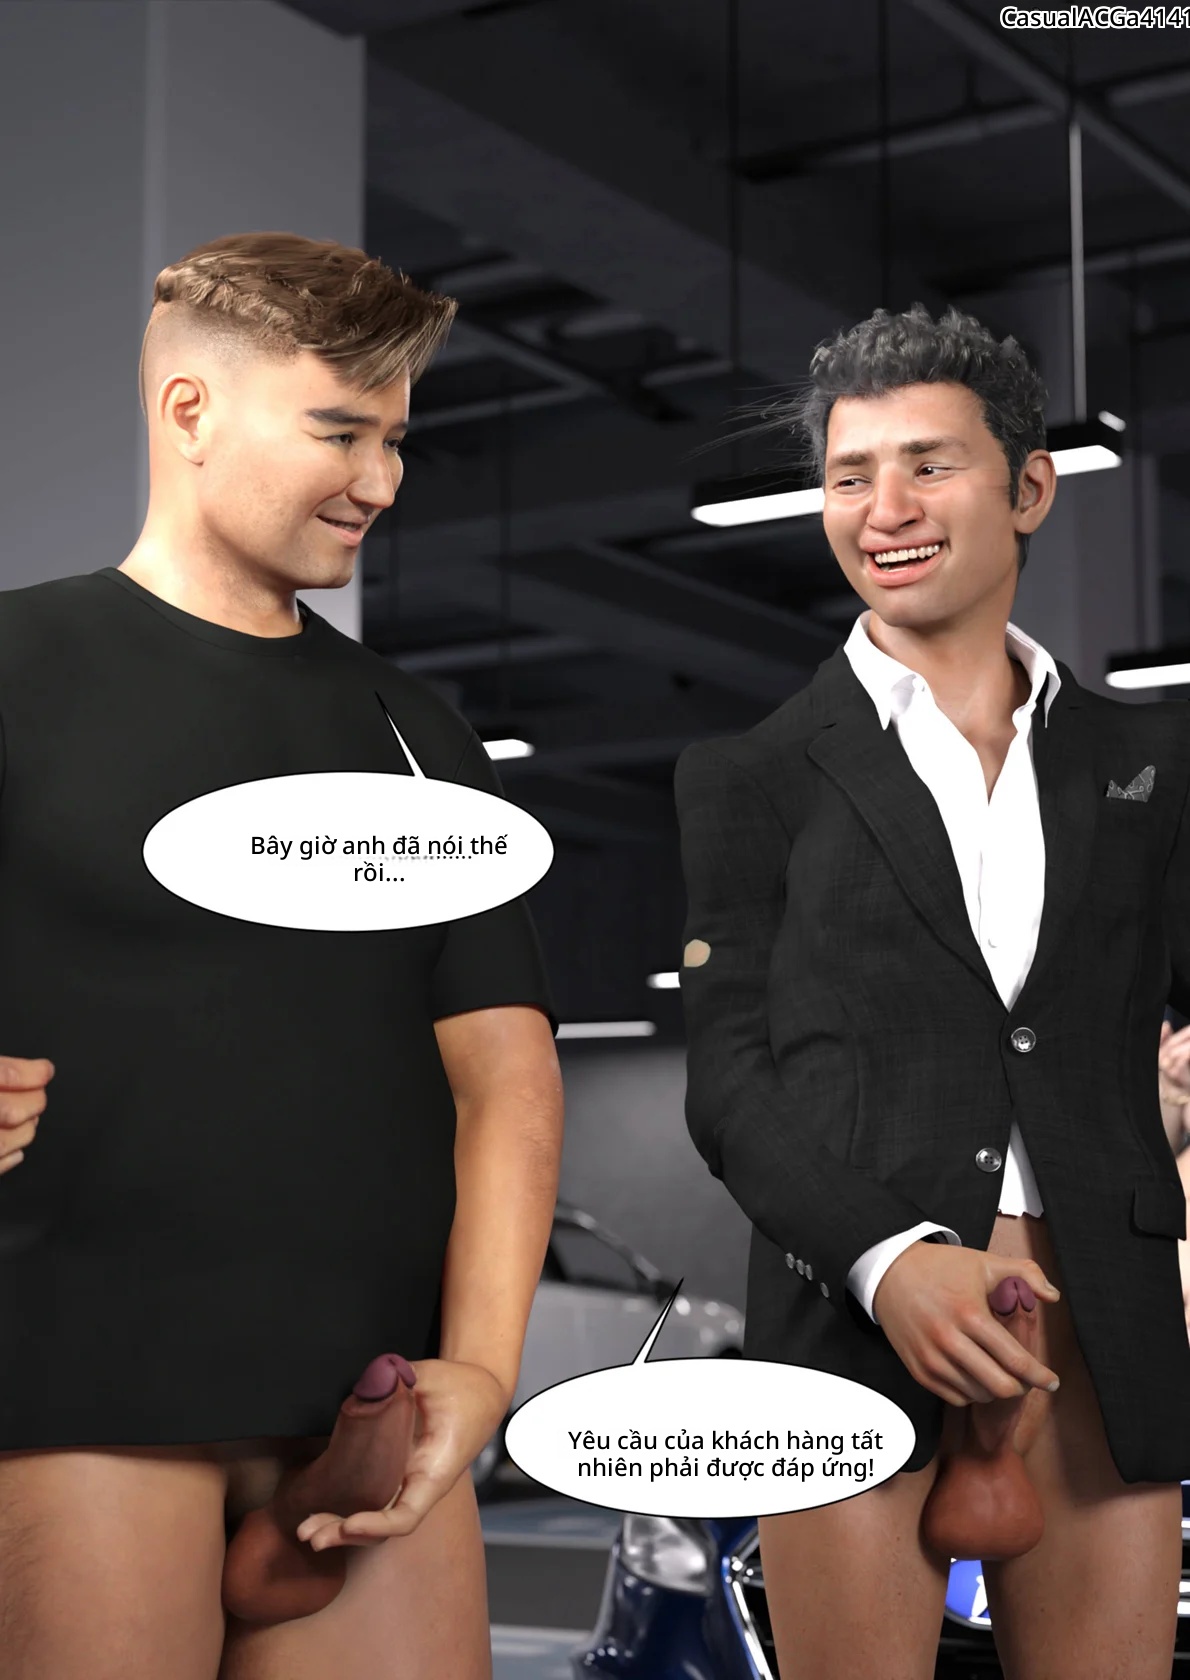 CasualACGa4141
Bây giờ anh đã nói thế
rồi...
Yêu cầu của khách hàng tất
nhiên phải được đáp ứng!